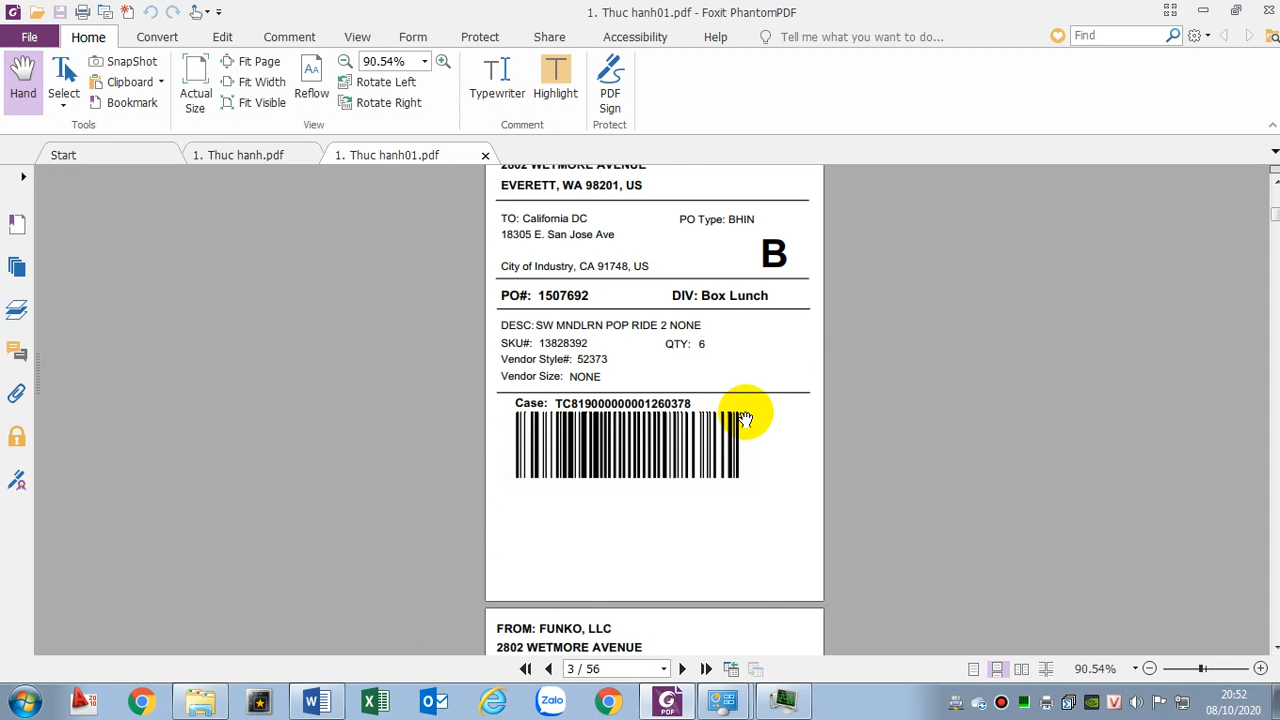 1. Thuc hanh01.pdf - Foxit PhantomPDF
File Home Convert Edit Comment View Form Protect Share Accessibility Help Tell me what you want to do... Find
Hand
Select
SnapShot
Clipboard
Bookmark
Tools
Actual Size
Fit Page
Fit Width
Fit Visible
Reflow
90.54%
Rotate Left
Rotate Right
View
Typewriter
Highlight
Comment
PDF Sign
Protect
Start
1. Thuc hanh.pdf
1. Thuc hanh01.pdf
2802 WETMORE AVENUE
EVERETT, WA 98201, US
TO: California DC
PO Type: BHIN
18305 E. San Jose Ave
B
City of Industry, CA 91748, US
PO#: 1507692
DIV: Box Lunch
DESC: SW MNDLRN POP RIDE 2 NONE
SKU#: 13828392
QTY: 6
Vendor Style#: 52373
Vendor Size: NONE
Case: TC819000000001260378
FROM: FUNKO, LLC
2802 WETMORE AVENUE
3 / 56
90.54%
20:52
08/10/2020